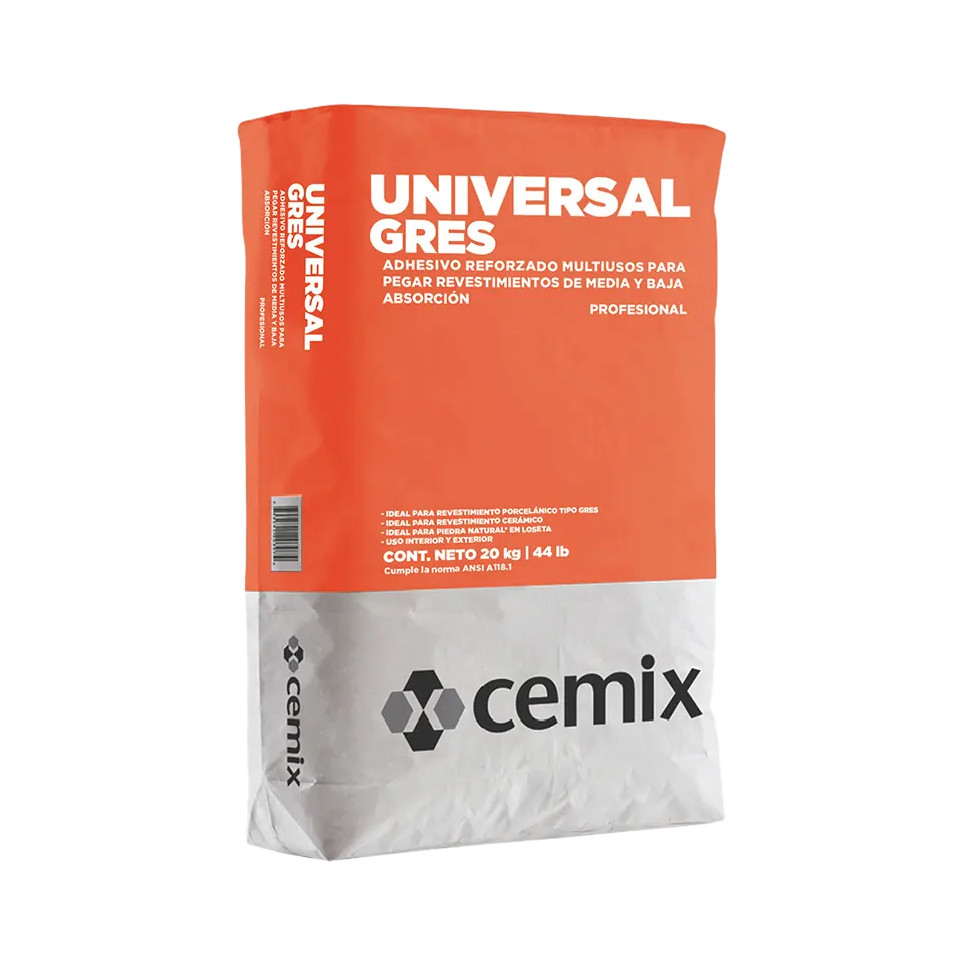 UNIVERSAL
GRES
ADHESIVO REFORZADO MULTIUSOS PARA
PEGAR REVESTIMIENTOS DE MEDIA Y BAJA
ABSORCIÓN
PROFESIONAL
- IDEAL PARA REVESTIMIENTO PORCELÁNICO TIPO GRES
- IDEAL PARA REVESTIMIENTO CERÁMICO
- IDEAL PARA PIEDRA NATURAL* EN LOSETA
- USO INTERIOR Y EXTERIOR
CONT. NETO 20 kg | 44 lb
Cumple la norma ANSI A118.1
cemix
UNIVERSAL
GRES
ADHESIVO REFORZADO MULTIUSOS PARA
PEGAR REVESTIMIENTOS DE MEDIA Y BAJA
ABSORCIÓN
PROFESIONAL
cemix